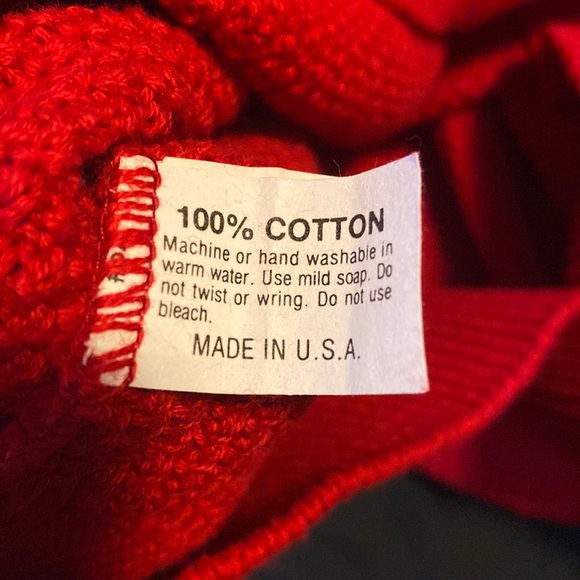 100% COTTON
Machine or hand washable in
warm water. Use mild soap. Do
not twist or wring. Do not use
bleach.
MADE IN U.S.A.